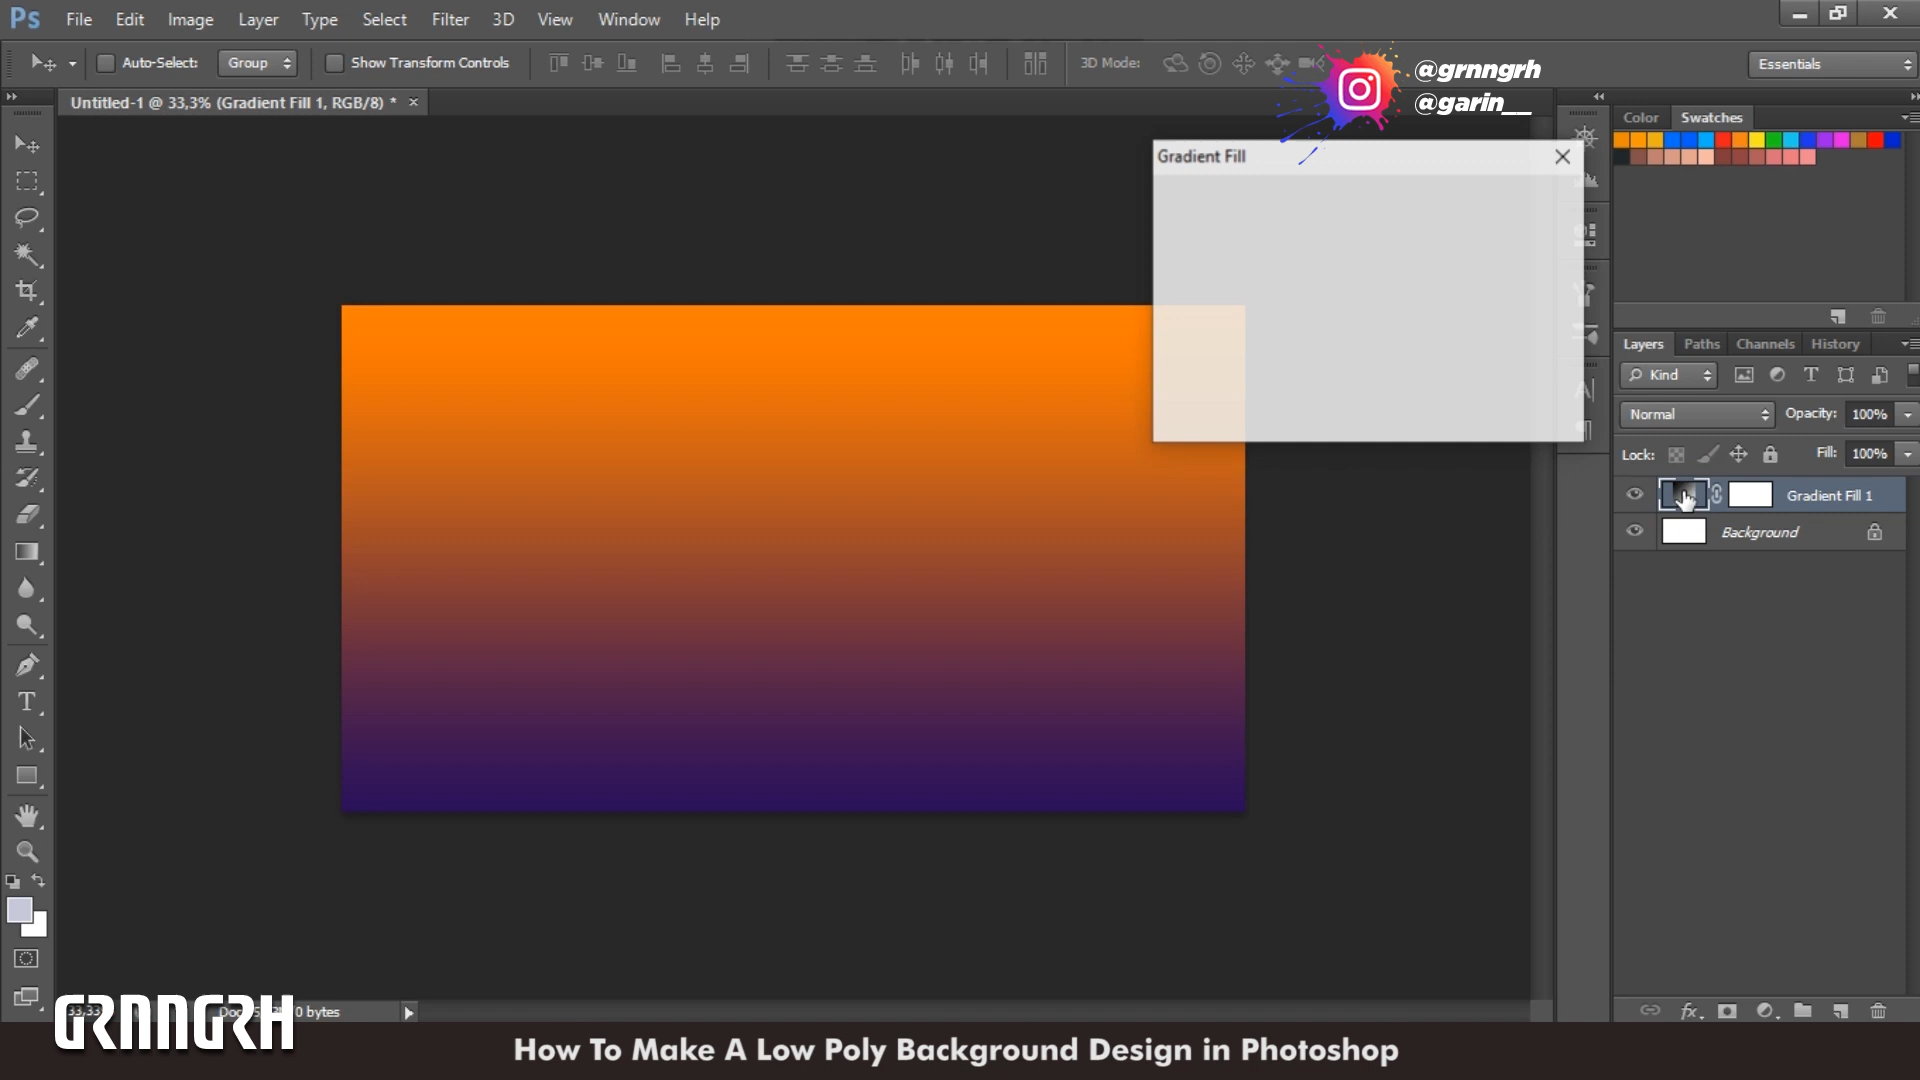 Ps File Edit Image Layer Type Select Filter 3D View Window Help
Auto-Select: Group Show Transform Controls 3D Mode: Essentials
@grnngrh
@garin__
Untitled-1 @ 33,3% (Gradient Fill 1, RGB/8) * ×
Color Swatches
Gradient Fill
Layers Paths Channels History
Kind
Normal Opacity: 100%
Lock: Fill: 100%
Gradient Fill 1
Background
GRNNGRH
0 bytes
How To Make A Low Poly Background Design in Photoshop